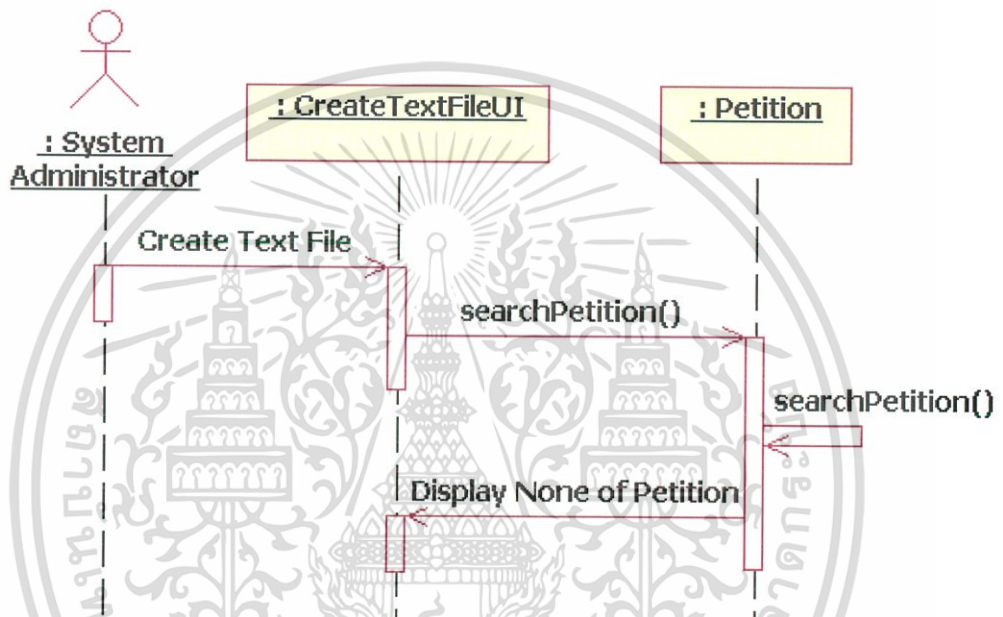 : System
Administrator
: CreateTextFileUI
: Petition
Create Text File
searchPetition()
searchPetition()
Display None of Petition